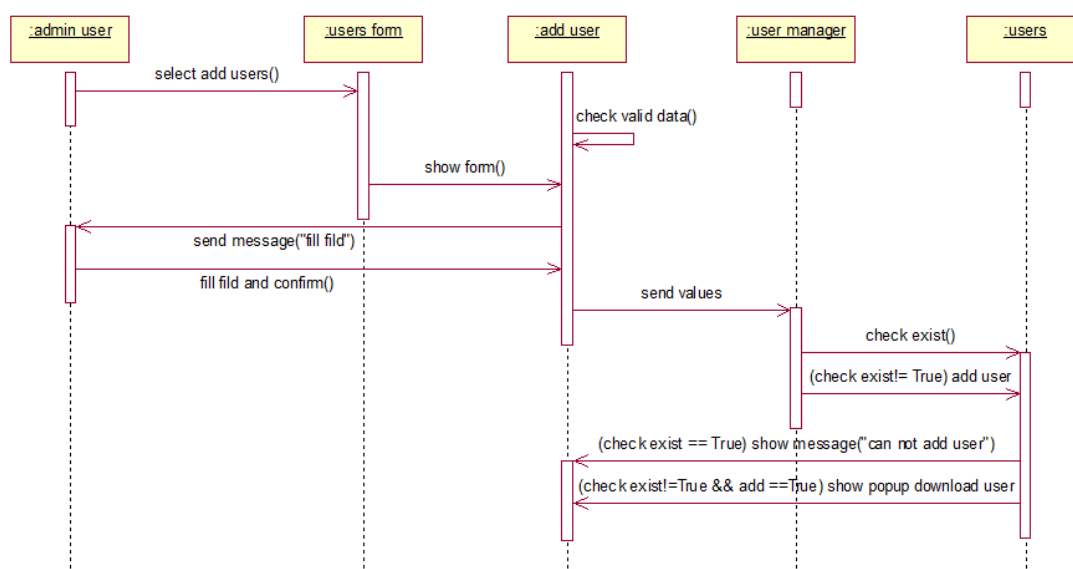 :admin user
:users form
:add user
:user manager
:users
select add users()
check valid data()
show form()
send message("fill fild")
fill fild and confirm()
send values
check exist()
(check exist!= True) add user
(check exist == True) show message("can not add user")
(check exist!=True && add ==True) show popup download user